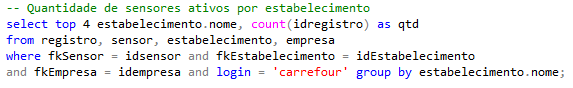 -- Quantidade de sensores ativos por estabelecimento
select top 4 estabelecimento.nome, count(idregistro) as qtd
from registro, sensor, estabelecimento, empresa
where fkSensor = idsensor and fkEstabelecimento = idEstabelecimento
and fkEmpresa = idempresa and login = 'carrefour' group by estabelecimento.nome;